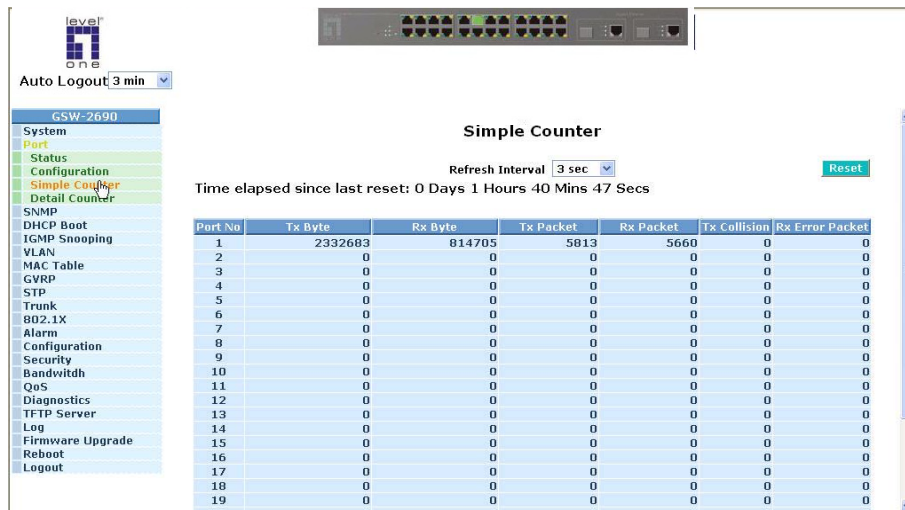 level
one
Auto Logout 3 min
GSW-2690
System
Port
Status
Configuration
Simple Counter
Detail Counter
SNMP
DHCP Boot
IGMP Snooping
VLAN
MAC Table
GVRP
STP
Trunk
802.1X
Alarm
Configuration
Security
Bandwitdh
QoS
Diagnostics
TFTP Server
Log
Firmware Upgrade
Reboot
Logout
Simple Counter
Refresh Interval 3 sec Reset
Time elapsed since last reset: 0 Days 1 Hours 40 Mins 47 Secs
Port No Tx Byte Rx Byte Tx Packet Rx Packet Tx Collision Rx Error Packet
1 2332683 814705 5813 5660 0 0
2 0 0 0 0 0 0
3 0 0 0 0 0 0
4 0 0 0 0 0 0
5 0 0 0 0 0 0
6 0 0 0 0 0 0
7 0 0 0 0 0 0
8 0 0 0 0 0 0
9 0 0 0 0 0 0
10 0 0 0 0 0 0
11 0 0 0 0 0 0
12 0 0 0 0 0 0
13 0 0 0 0 0 0
14 0 0 0 0 0 0
15 0 0 0 0 0 0
16 0 0 0 0 0 0
17 0 0 0 0 0 0
18 0 0 0 0 0 0
19 0 0 0 0 0 0